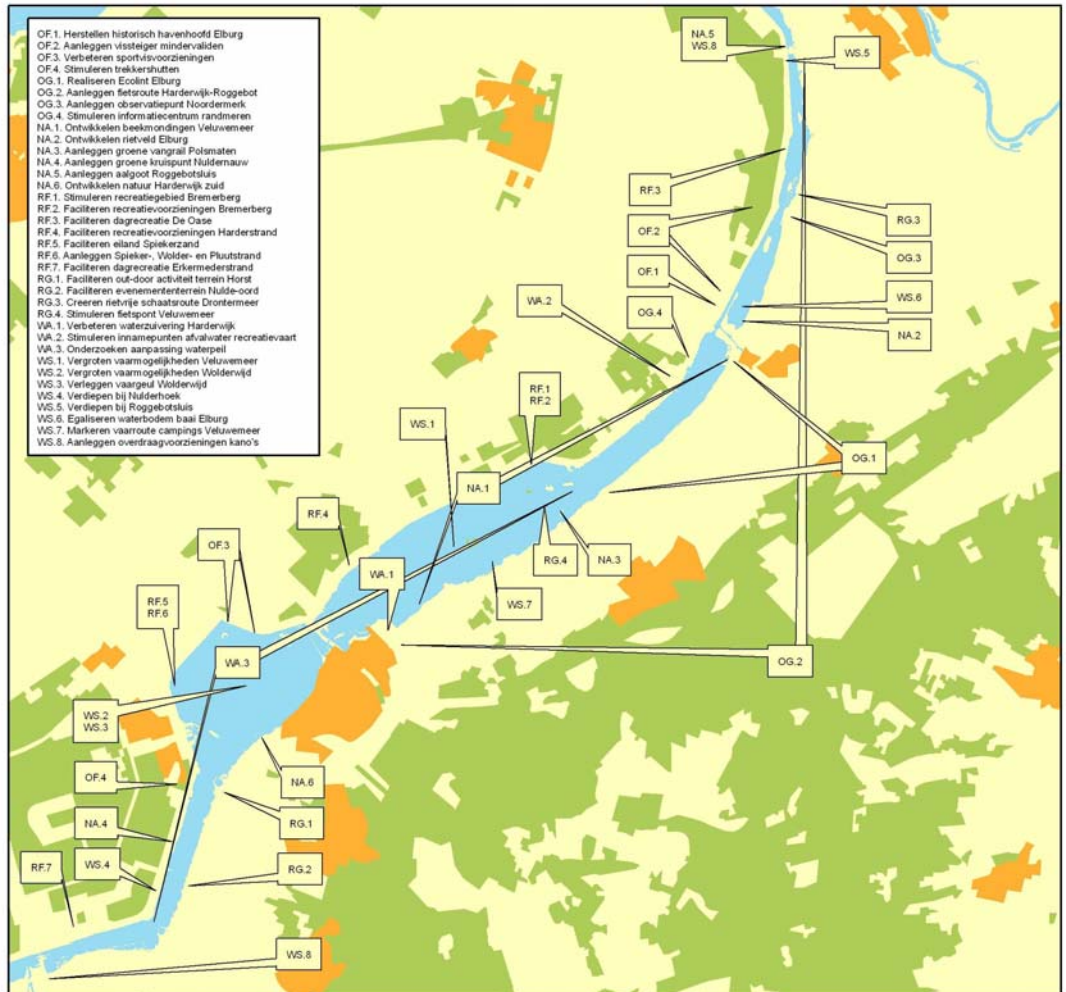 OF.1. Herstellen historisch havenhoofd Elburg
OF.2. Aanleggen vissteiger mindervaliden
OF.3. Verbeteren sportvisvoorzieningen
OF.4. Stimuleren trekkershutten
OG.1. Realiseren Ecolint Elburg
OG.2. Aanleggen fietsroute Harderwijk-Roggebot
OG.3. Aanleggen observatiepunt Noordermerk
OG.4. Stimuleren informatiecentrum randmeren
NA.1. Ontwikkelen beekmondingen Veluwemeer
NA.2. Ontwikkelen rietveld Elburg
NA.3. Aanleggen groene vangrail Polsmaten
NA.4. Aanleggen groene kruispunt Nuldernauw
NA.5. Aanleggen aalgoot Roggebotsluis
NA.6. Ontwikkelen natuur Harderwijk zuid
RF.1. Stimuleren recreatiegebied Bremerberg
RF.2. Faciliteren recreatievoorzieningen Bremerberg
RF.3. Faciliteren dagrecreatie De Oase
RF.4. Faciliteren recreatievoorzieningen Harderstrand
RF.5. Faciliteren eiland Spiekerzand
RF.6. Aanleggen Spieker-, Wolder- en Pluutstrand
RF.7. Faciliteren dagrecreatie Erkermederstrand
RG.1. Faciliteren out-door activiteit terrein Horst
RG.2. Faciliteren evenemententerrein Nulde-oord
RG.3. Creeren rietvrije schaatsroute Drontermeer
RG.4. Stimuleren fietspont Veluwemeer
WA.1. Verbeteren waterzuivering Harderwijk
WA.2. Stimuleren innamepunten afvalwater recreatievaart
WA.3. Onderzoeken aanpassing waterpeil
WS.1. Vergroten vaarmogelijkheden Veluwemeer
WS.2. Vergroten vaarmogelijkheden Wolderwijd
WS.3. Verleggen vaargeul Wolderwijd
WS.4. Verdiepen bij Nulderhoek
WS.5. Verdiepen bij Roggebotsluis
WS.6. Egaliseren waterbodem baai Elburg
WS.7. Markeren vaarroute campings Veluwemeer
WS.8. Aanleggen overdraagvoorzieningen kano's
NA.5
WS.8
WS.5
RF.3
RG.3
OF.2
OG.3
OF.1
WS.6
WA.2
OG.4
NA.2
RF.1
RF.2
WS.1
OG.1
NA.1
RF.4
OF.3
RG.4
NA.3
WA.1
WS.7
RF.5
RF.6
WA.3
OG.2
WS.2
WS.3
OF.4
NA.6
NA.4
RG.1
WS.4
RF.7
RG.2
WS.8